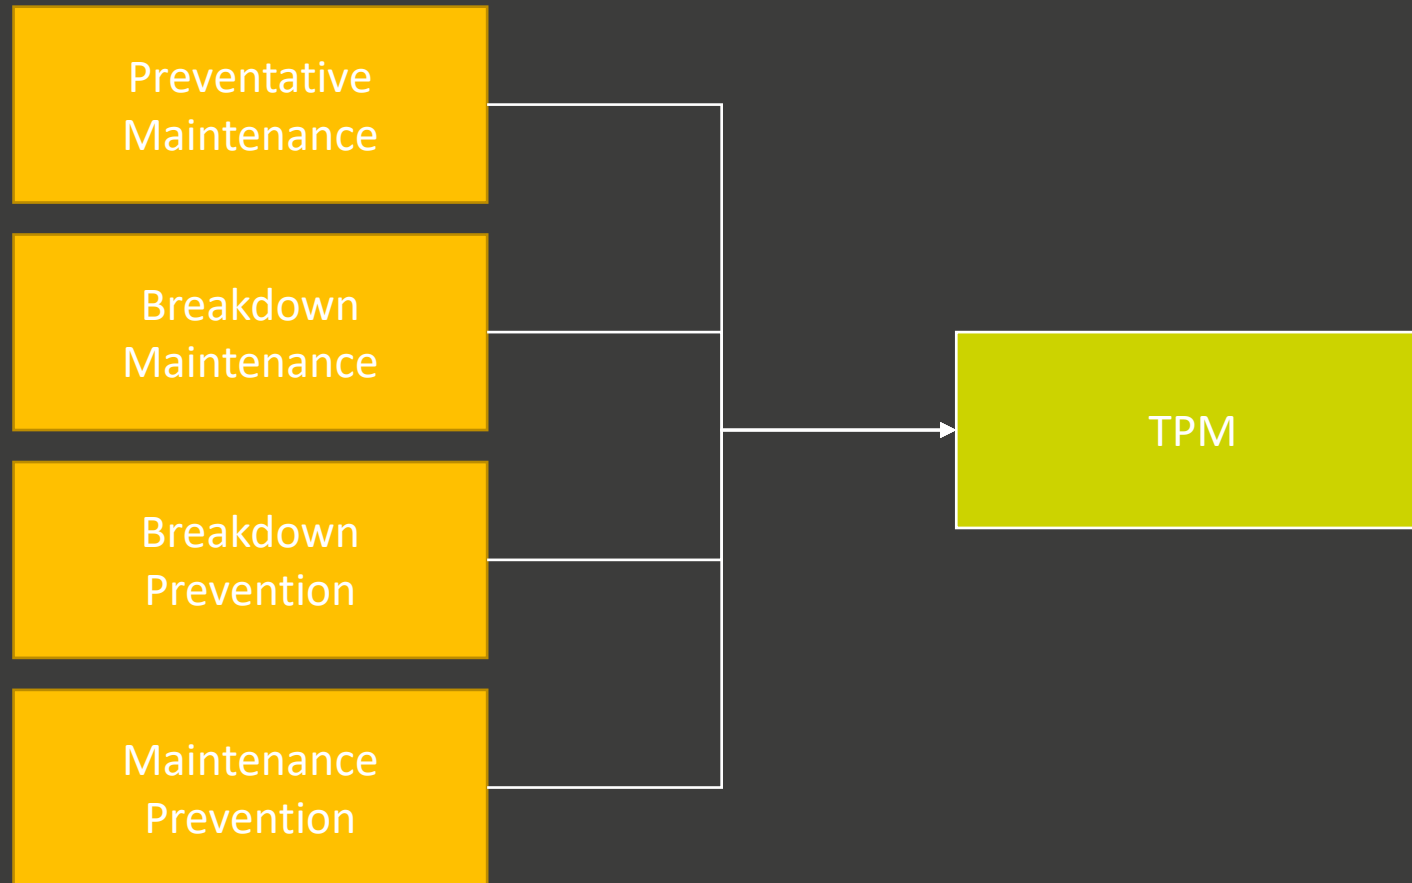 Preventative
Maintenance
Breakdown
Maintenance
Breakdown
Prevention
Maintenance
Prevention
TPM